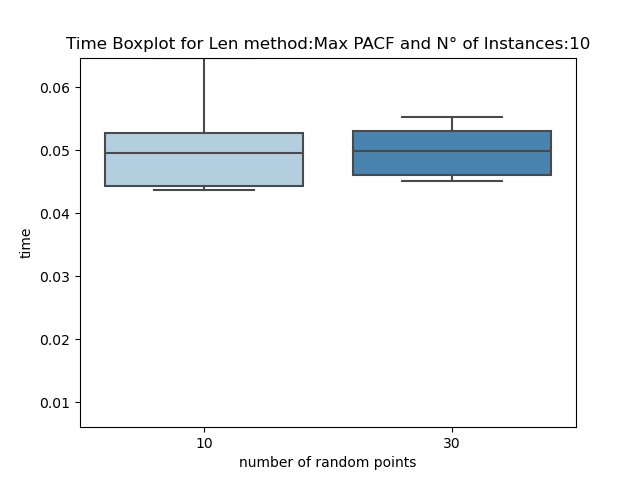 Time Boxplot for Len method:Max PACF and N° of Instances:10
0.06
0.05
0.04
0.03
0.02
0.01
time
10 30
number of random points